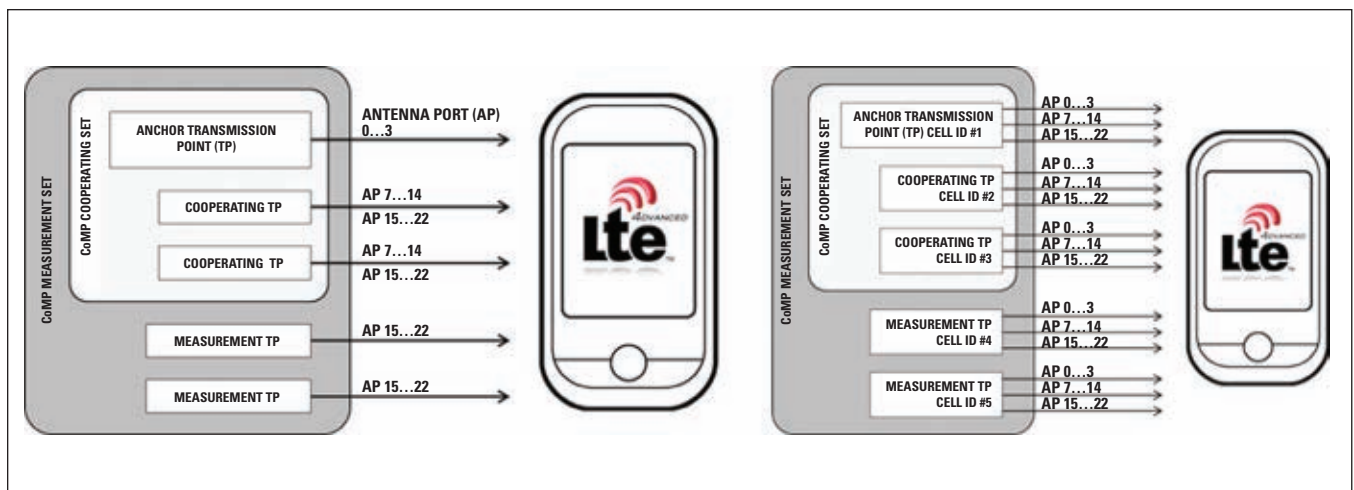 CoMP MEASUREMENT SET
CoMP COOPERATING SET
ANCHOR TRANSMISSION
POINT (TP)
ANTENNA PORT (AP)
0...3
COOPERATING TP
AP 7...14
AP 15...22
COOPERATING TP
AP 7...14
AP 15...22
MEASUREMENT TP
AP 15...22
MEASUREMENT TP
AP 15...22
4DVANCED
Lte
CoMP MEASUREMENT SET
CoMP COOPERATING SET
ANCHOR TRANSMISSION
POINT (TP) CELL ID #1
AP 0...3
AP 7...14
AP 15...22
COOPERATING TP
CELL ID #2
AP 0...3
AP 7...14
AP 15...22
COOPERATING TP
CELL ID #3
AP 0...3
AP 7...14
AP 15...22
MEASUREMENT TP
CELL ID #4
AP 0...3
AP 7...14
AP 15...22
MEASUREMENT TP
CELL ID #5
AP 0...3
AP 7...14
AP 15...22
4DVANCED
Lte